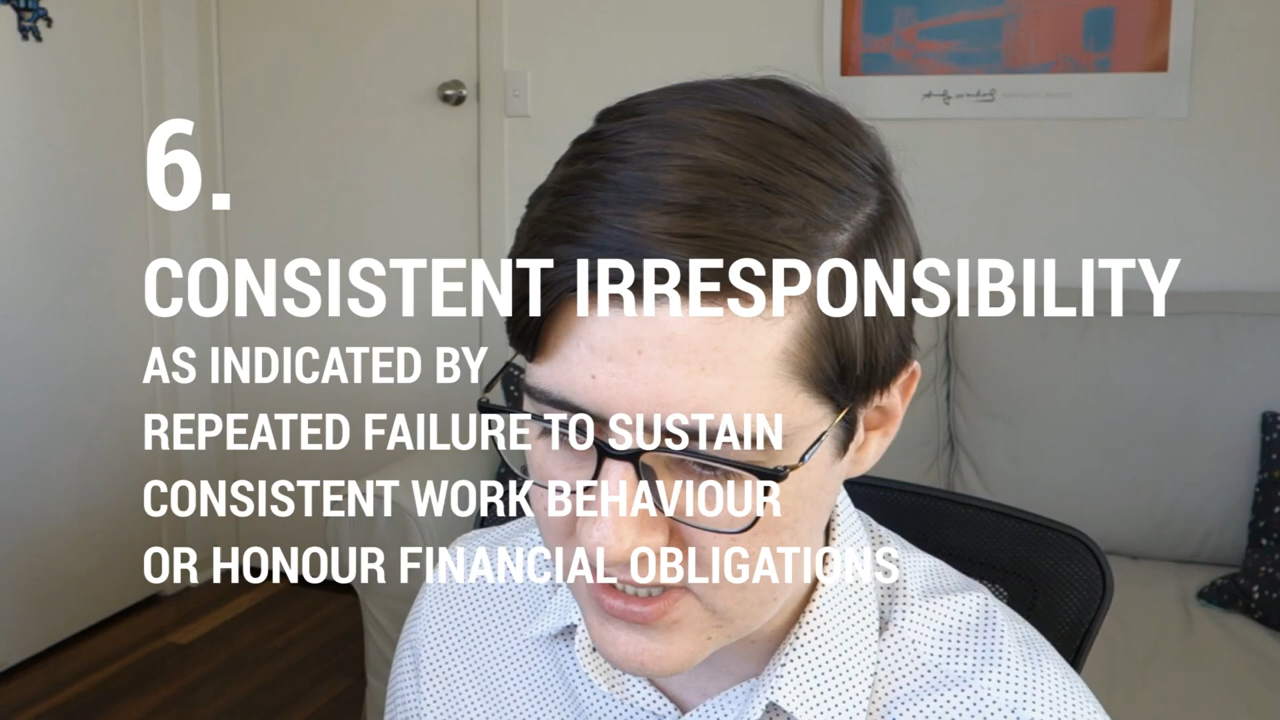 6.
CONSISTENT IRRESPONSIBILITY
AS INDICATED BY
REPEATED FAILURE TO SUSTAIN
CONSISTENT WORK BEHAVIOUR
OR HONOUR FINANCIAL OBLIGATIONS